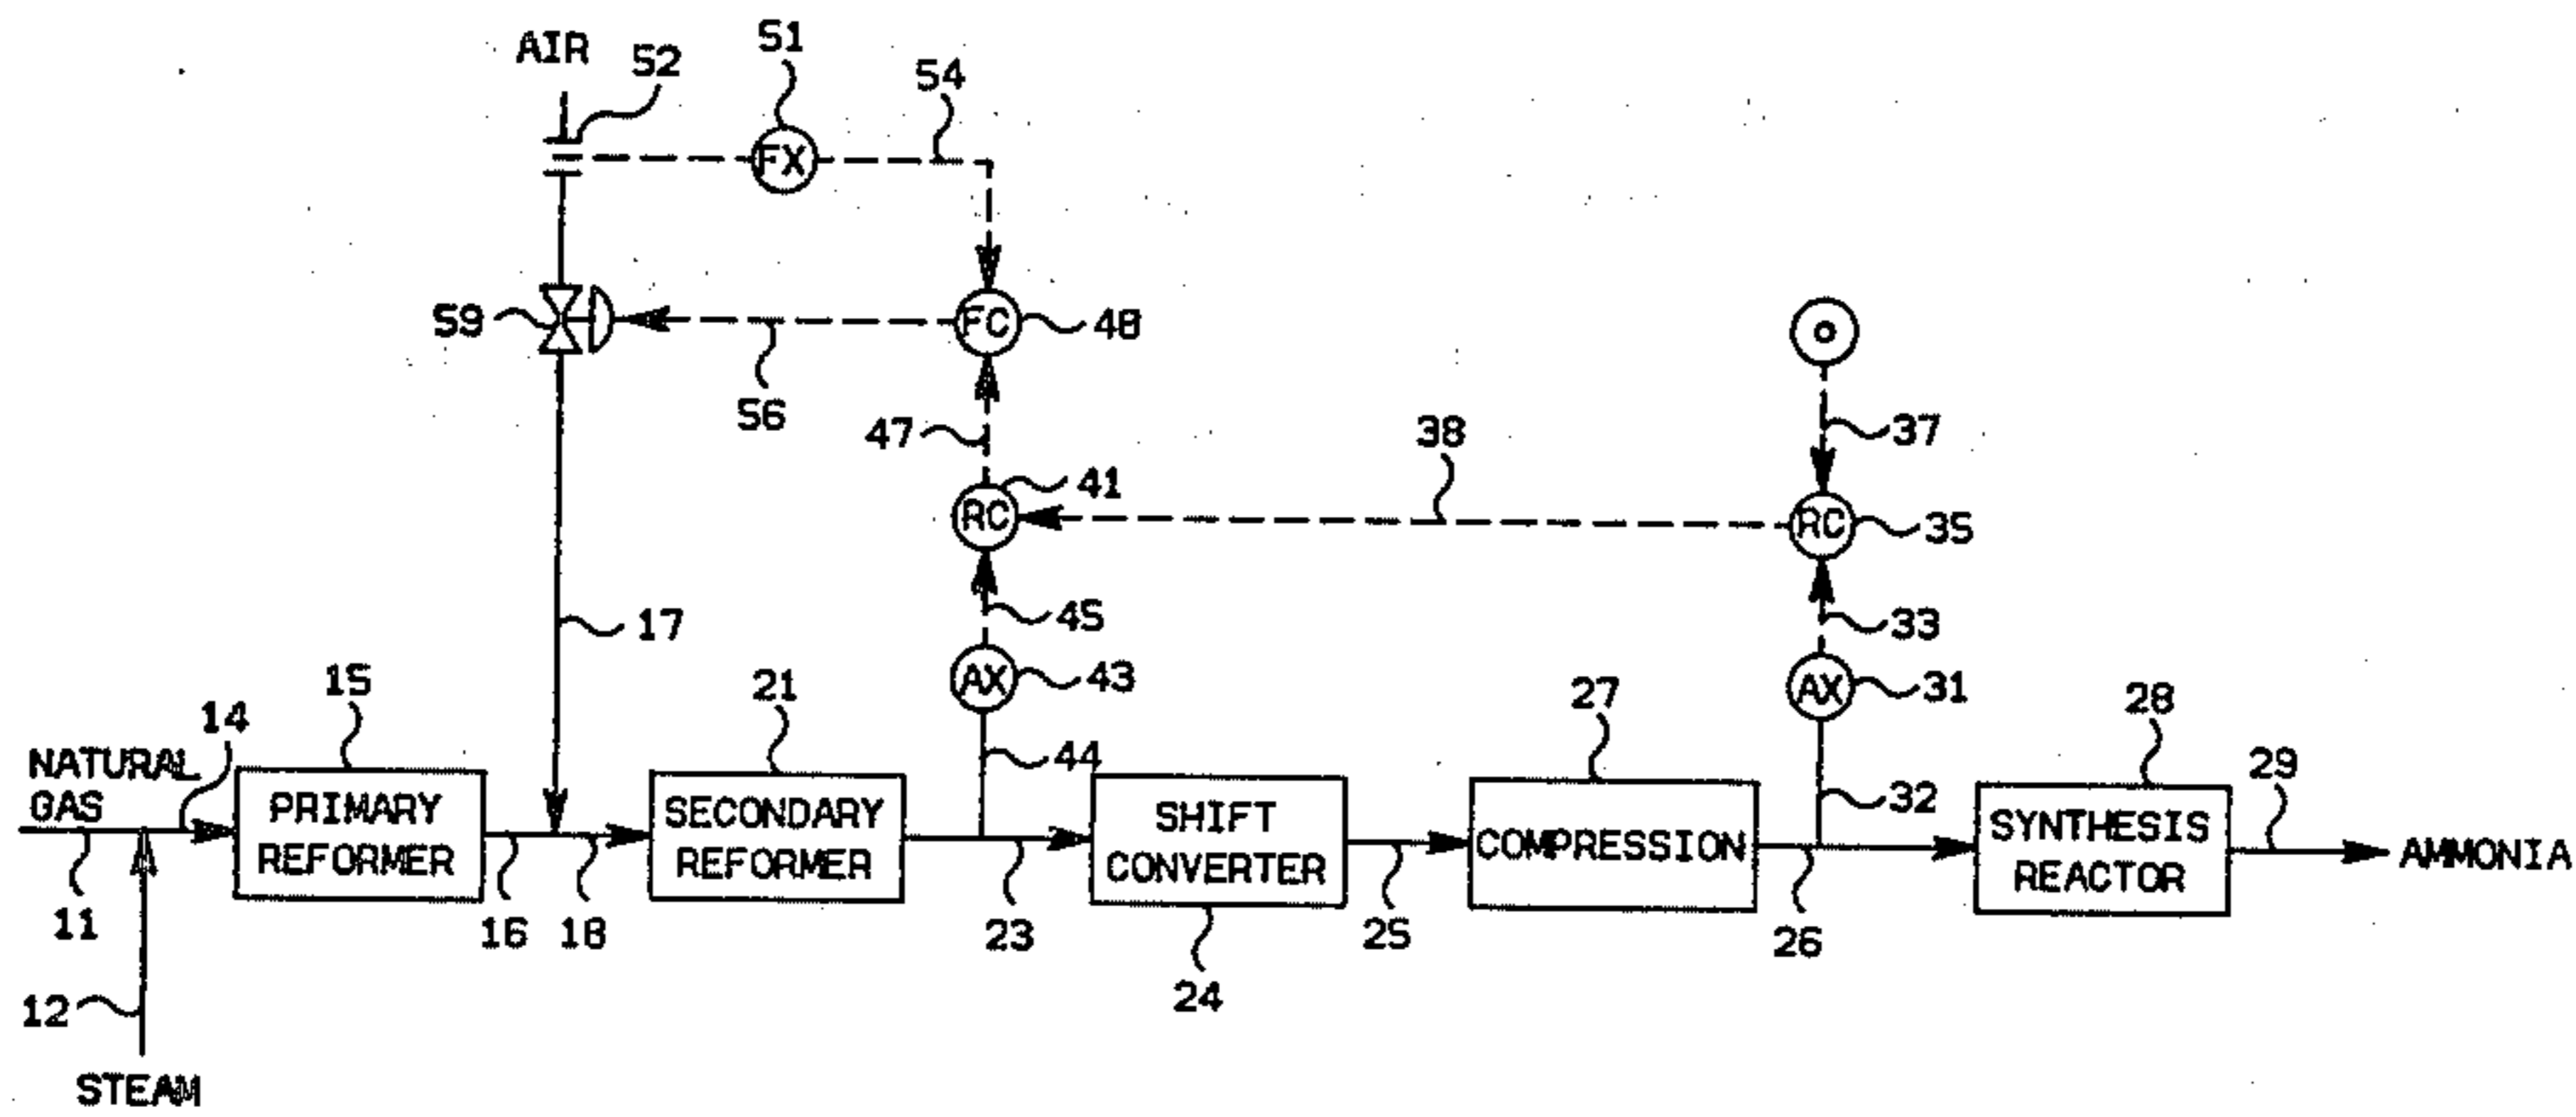 AIR
52
51
54
FX
59
FC
48
56
47
38
37
41
RC
RC
35
45
33
17
AX
43
AX
31
15
21
27
28
14
44
32
29
NATURAL
GAS
PRIMARY
REFORMER
SECONDARY
REFORMER
SHIFT
CONVERTER
COMPRESSION
SYNTHESIS
REACTOR
AMMONIA
11
16
18
23
25
26
12
24
STEAM